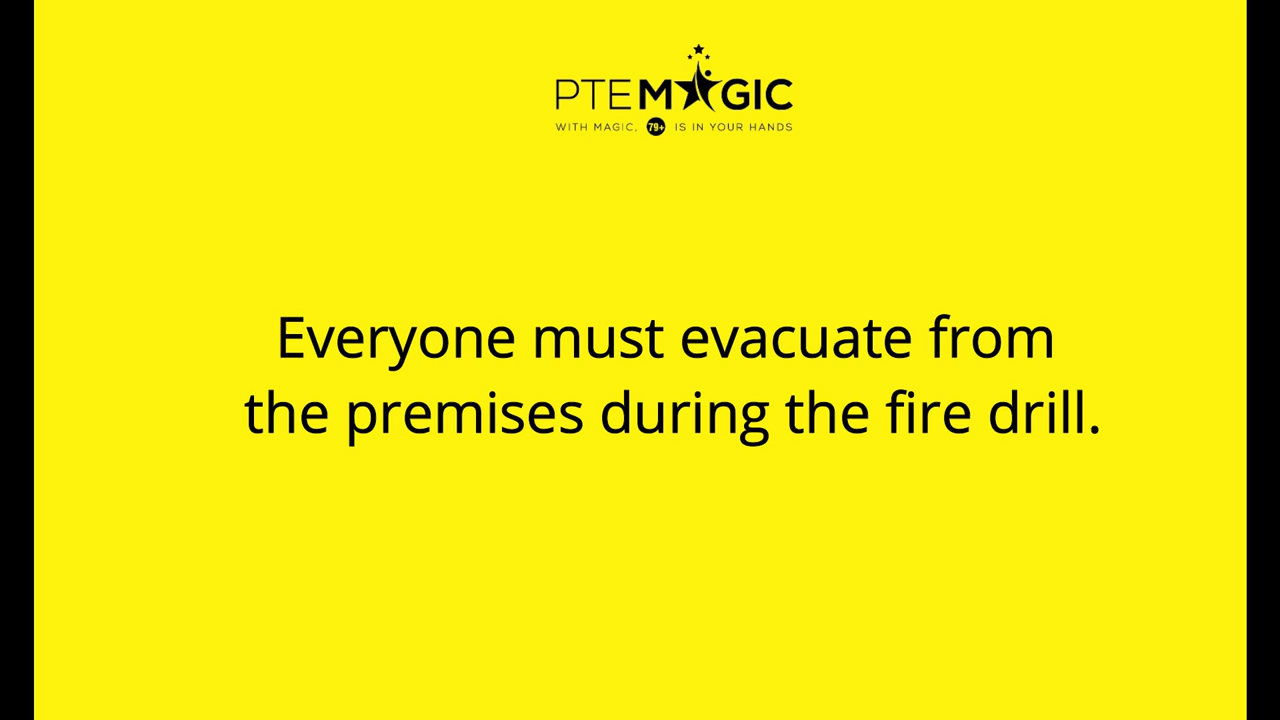 PTEMAGIC
WITH MAGIC, 79+ IS IN YOUR HANDS
Everyone must evacuate from
the premises during the fire drill.